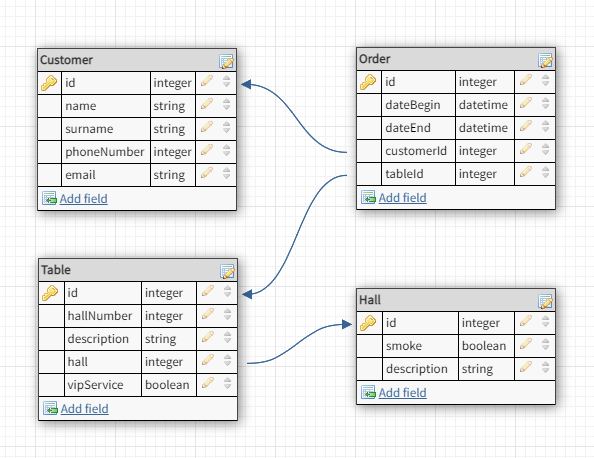 Customer
id integer
name string
surname string
phoneNumber integer
email string
Add field
Order
id integer
dateBegin datetime
dateEnd datetime
customerId integer
tableId integer
Add field
Table
id integer
hallNumber integer
description string
hall integer
vipService boolean
Add field
Hall
id integer
smoke boolean
description string
Add field